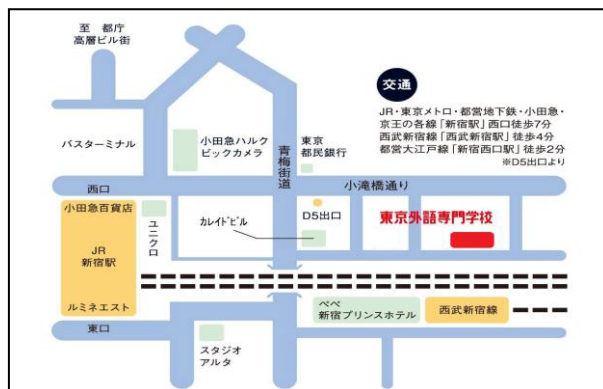 至 都庁
高層ビル街
交通
JR・東京メトロ・都営地下鉄・小田急・
京王の各線「新宿駅」西口徒歩7分
西武新宿線「西武新宿駅」徒歩4分
都営大江戸線「新宿西口駅」徒歩2分
※D5出口より
バスターミナル
小田急ハルク
ビックカメラ
青梅街道
東京
都民銀行
西口
小滝橋通り
小田急百貨店
ユニクロ
カレイドビル
D5出口
東京外語専門学校
JR
新宿駅
ルミネエスト
ペペ
新宿プリンスホテル
西武新宿線
東口
スタジオ
アルタ